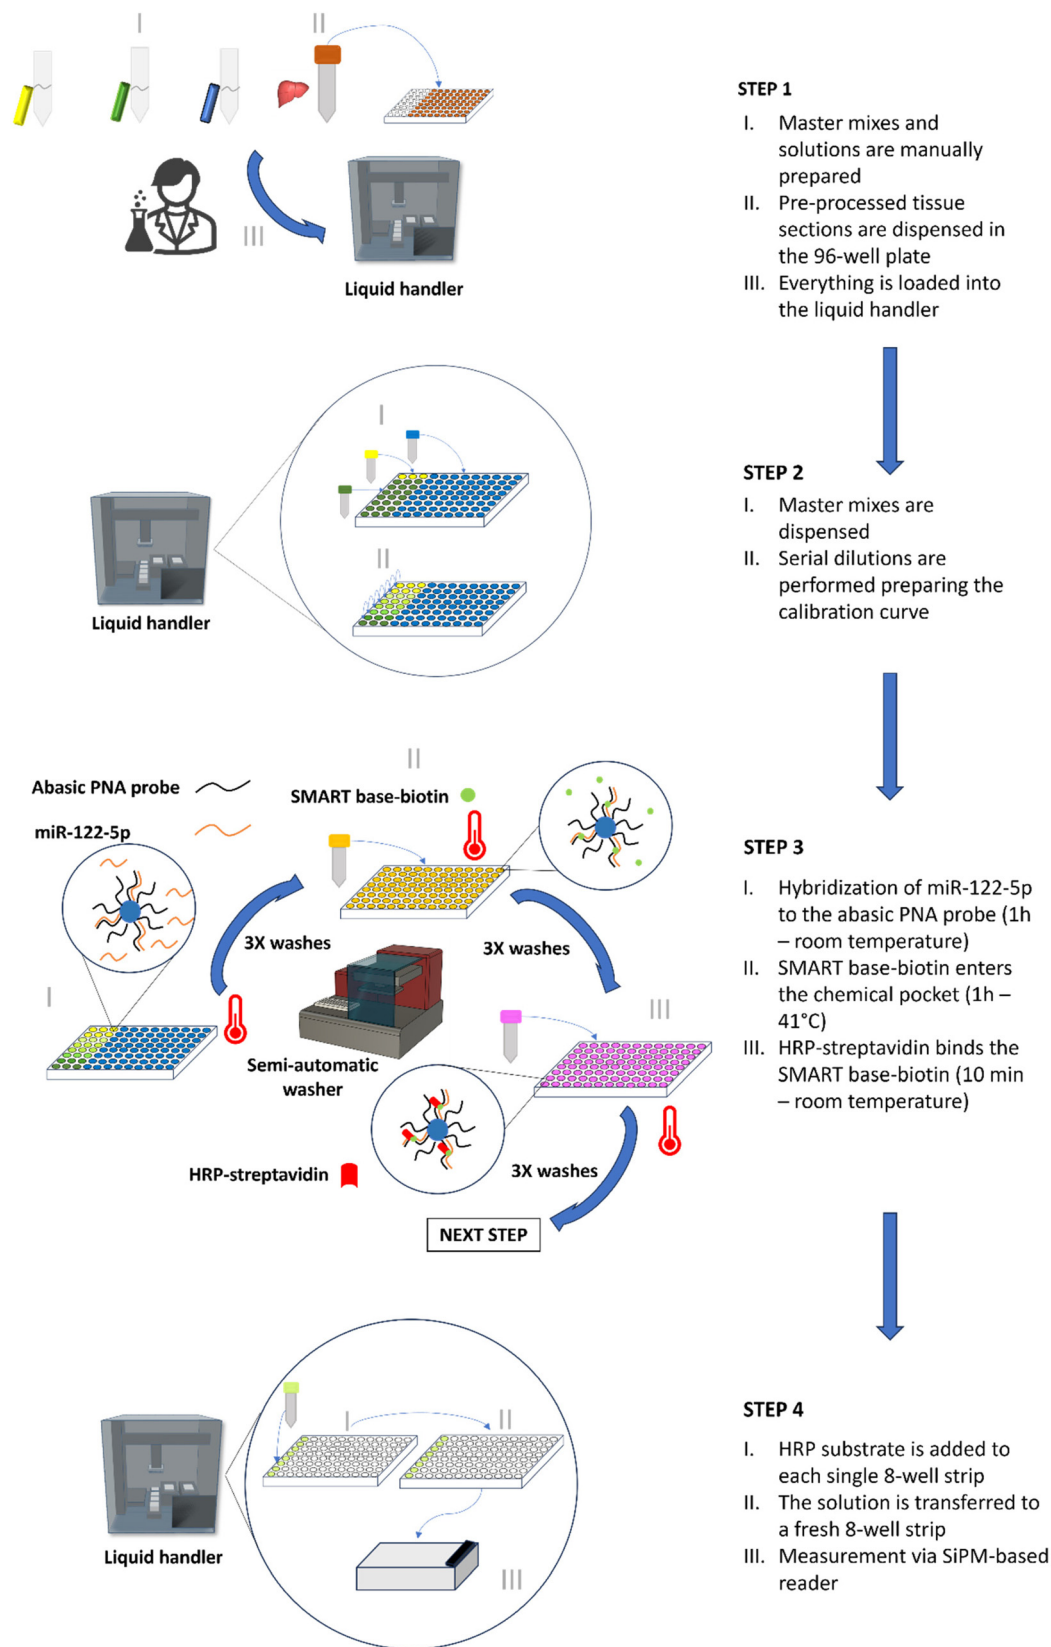 I
II
III
Liquid handler
STEP 1
I. Master mixes and
solutions are manually
prepared
II. Pre-processed tissue
sections are dispensed in
the 96-well plate
III. Everything is loaded into
the liquid handler
I
II
Liquid handler
STEP 2
I. Master mixes are
dispensed
II. Serial dilutions are
performed preparing the
calibration curve
II
Abasic PNA probe
SMART base-biotin
miR-122-5p
3X washes
3X washes
I
III
Semi-automatic
washer
HRP-streptavidin
3X washes
NEXT STEP
STEP 3
I. Hybridization of miR-122-5p
to the abasic PNA probe (1h
– room temperature)
II. SMART base-biotin enters
the chemical pocket (1h –
41°C)
III. HRP-streptavidin binds the
SMART base-biotin (10 min
– room temperature)
I
II
III
Liquid handler
STEP 4
I. HRP substrate is added to
each single 8-well strip
II. The solution is transferred to
a fresh 8-well strip
III. Measurement via SiPM-based
reader